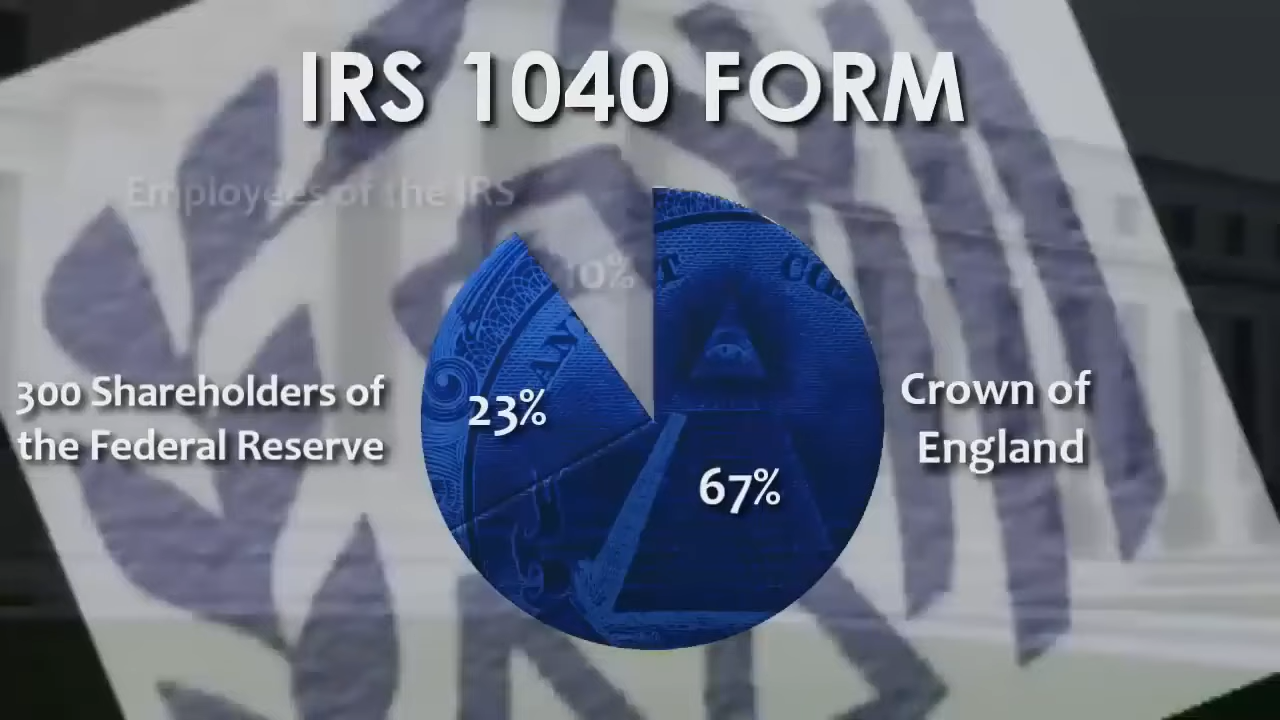 IRS 1040 FORM
Employees of the IRS
10%
300 Shareholders of
the Federal Reserve
23%
67%
Crown of
England